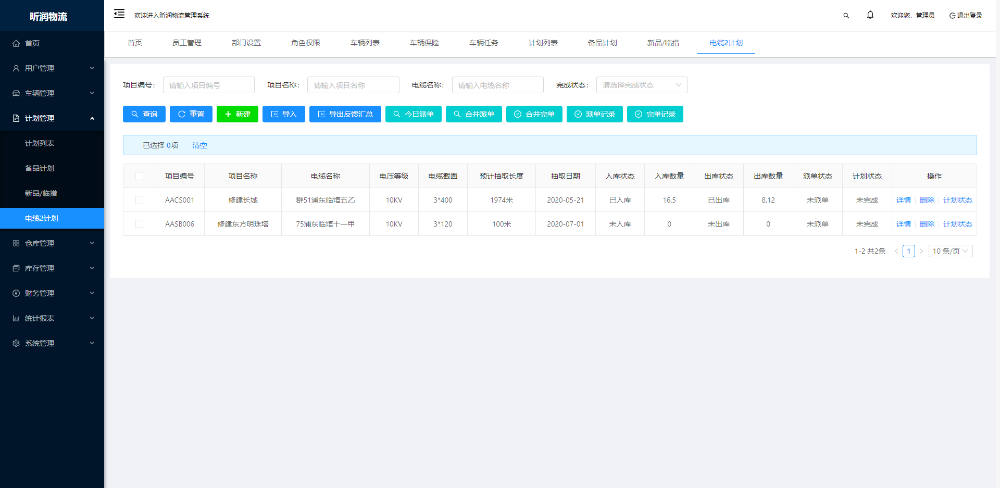 昕润物流
欢迎进入昕润物流管理系统
欢迎您，管理员 退出登录
首页
用户管理
车辆管理
计划管理
计划列表
备品计划
新品/临措
电缆2计划
仓库管理
库存管理
财务管理
统计报表
系统管理
首页 员工管理 部门设置 角色权限 车辆列表 车辆保险 车辆任务 计划列表 备品计划 新品/临措 电缆2计划
项目编号： 请输入项目编号 项目名称： 请输入项目名称 电缆名称： 请输入电缆名称 完成状态： 请选择完成状态
查询 重置 新建 导入 导出反馈汇总 今日派单 合并派单 合并完单 派单记录 完单记录
已选择 0项 清空
项目编号 项目名称 电缆名称 电压等级 电缆截面 预计抽取长度 抽取日期 入库状态 入库数量 出库状态 出库数量 派单状态 计划状态 操作
AACS001 修建长城 群51浦东临馆五乙 10KV 3*400 1974米 2020-05-21 已入库 16.5 已出库 8.12 未派单 未完成 详情 删除 计划状态
AASB006 修建东方明珠塔 75浦东临馆十一甲 10KV 3*120 100米 2020-07-01 未入库 0 未出库 0 未派单 未完成 详情 删除 计划状态
1-2 共2条 < 1 > 10 条/页